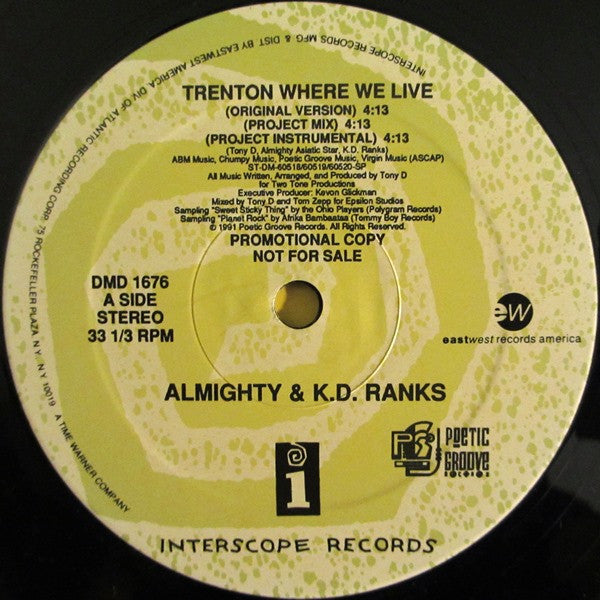 TRENTON WHERE WE LIVE
(ORIGINAL VERSION) 4:13
(PROJECT MIX) 4:13
(PROJECT INSTRUMENTAL) 4:13
(Tony D, Almighty Asiatic Star, K.D. Ranks)
ABM Music, Chumpy Music, Poetic Groove Music, Virgin Music (ASCAP)
ST-DM-60518/60519/60520-SP
All Music Written, Arranged, and Produced by Tony D
for Two Tone Productions
Executive Producer: Kevon Glickman
Mixed by Tony D and Tom Zepp for Epsilon Studios
Sampling "Sweet Sticky Thing" by the Ohio Players (Polygram Records)
Sampling "Planet Rock" by Afrika Bambaataa (Tommy Boy Records)
© 1991 Poetic Groove Records. All Rights Reserved.
PROMOTIONAL COPY
NOT FOR SALE
DMD 1676
A SIDE
STEREO
33 1/3 RPM
ew
eastwest records america
ALMIGHTY & K.D. RANKS
i
POETIC
GROOVE
RECORDS
INTERSCOPE RECORDS
INTERSCOPE RECORDS MFG & DIST BY EASTWEST AMERICA, DIV OF ATLANTIC RECORDING CORP. 75 ROCKEFELLER PLAZA N.Y. N.Y. 10019 A TIME WARNER COMPANY